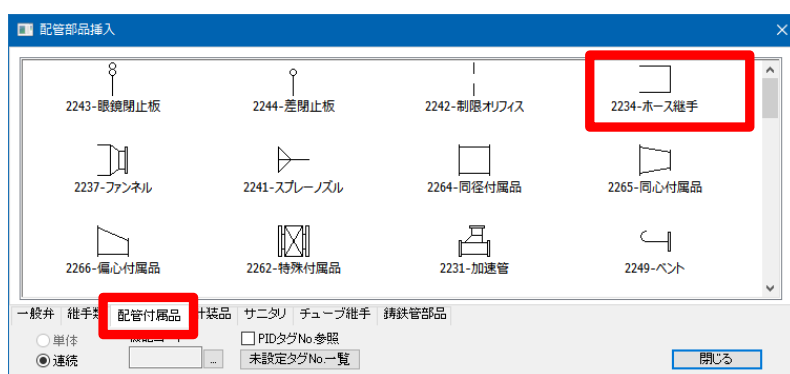 配管部品挿入
2243-眼鏡閉止板 2244-差閉止板 2242-制限オリフィス 2234-ホース継手
2237-ファンネル 2241-スプレーノズル 2264-同径付属品 2265-同心付属品
2266-偏心付属品 2262-特殊付属品 2231-加速管 2249-ベント
一般弁 継手 配管付属品 装品 サニタリ チューブ継手 鋳鉄管部品
単体 PIDタグNo参照
連続 ... 未設定タグNo.一覧 閉じる